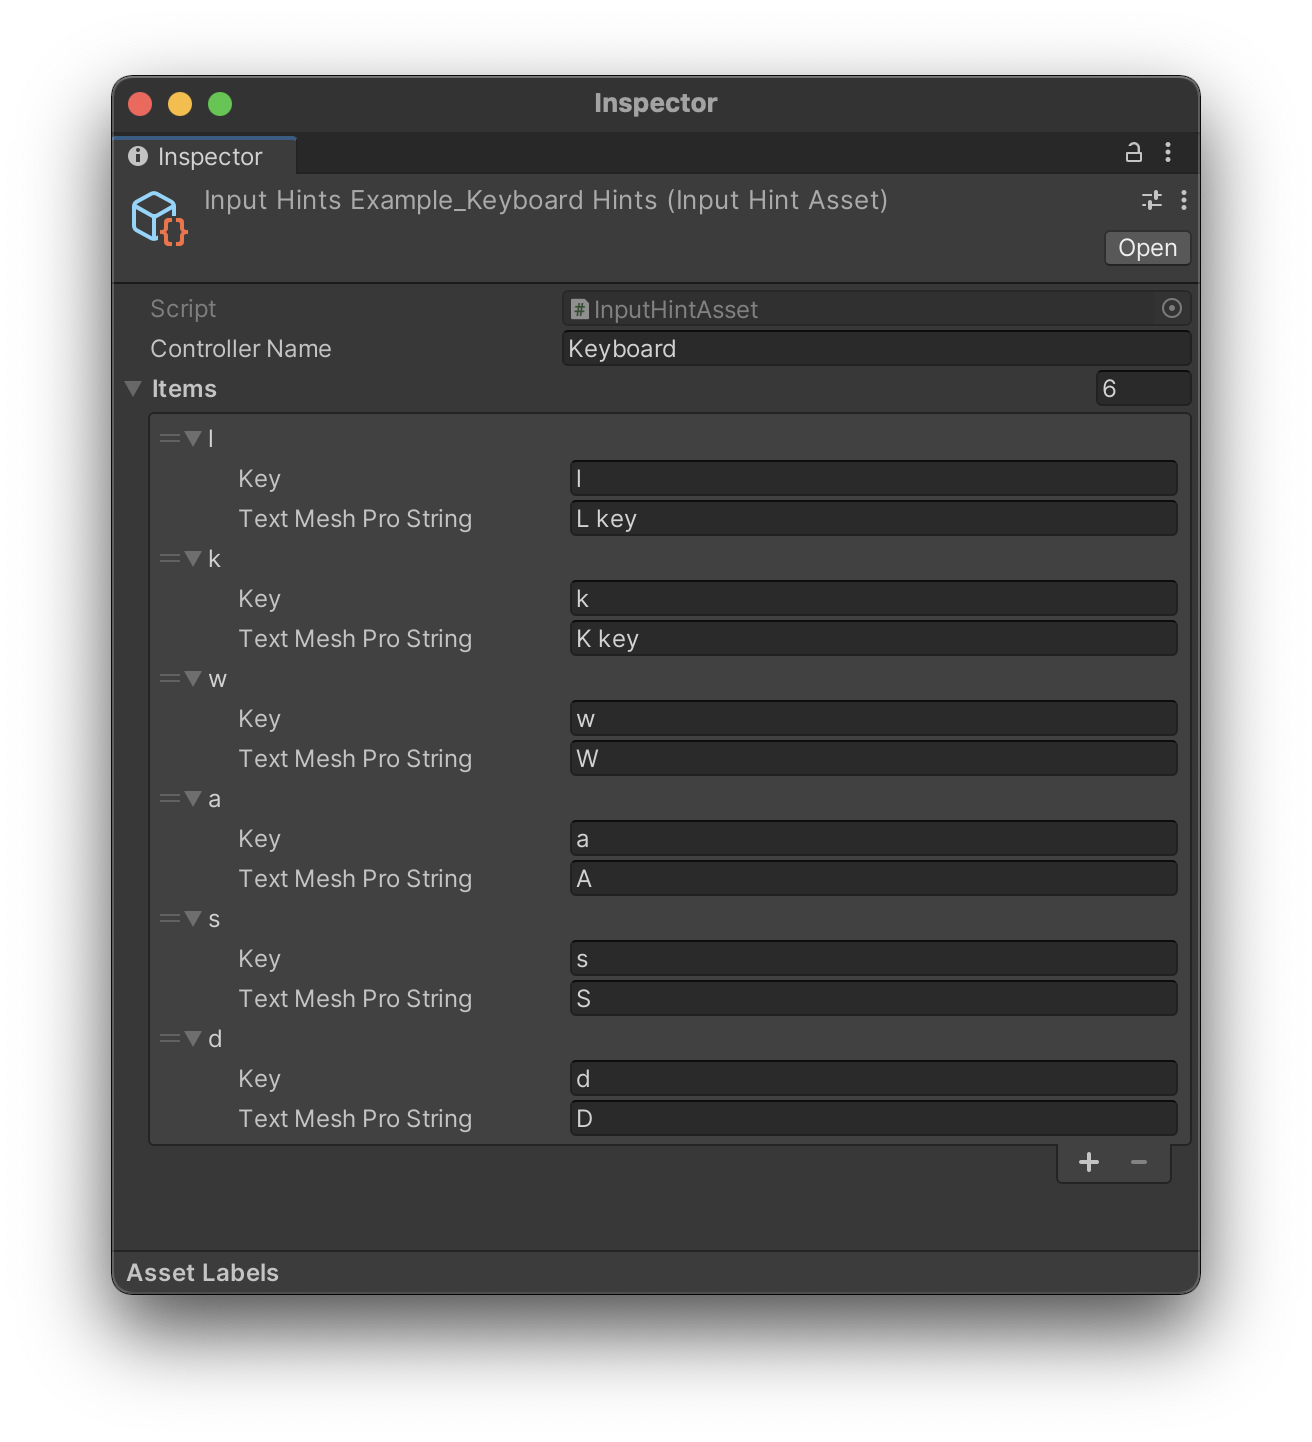 Inspector
Inspector
Input Hints Example_Keyboard Hints (Input Hint Asset)
Open
Script InputHintAsset
Controller Name Keyboard
Items 6
l
Key l
Text Mesh Pro String L key
k
Key k
Text Mesh Pro String K key
w
Key w
Text Mesh Pro String W
a
Key a
Text Mesh Pro String A
s
Key s
Text Mesh Pro String S
d
Key d
Text Mesh Pro String D
Asset Labels